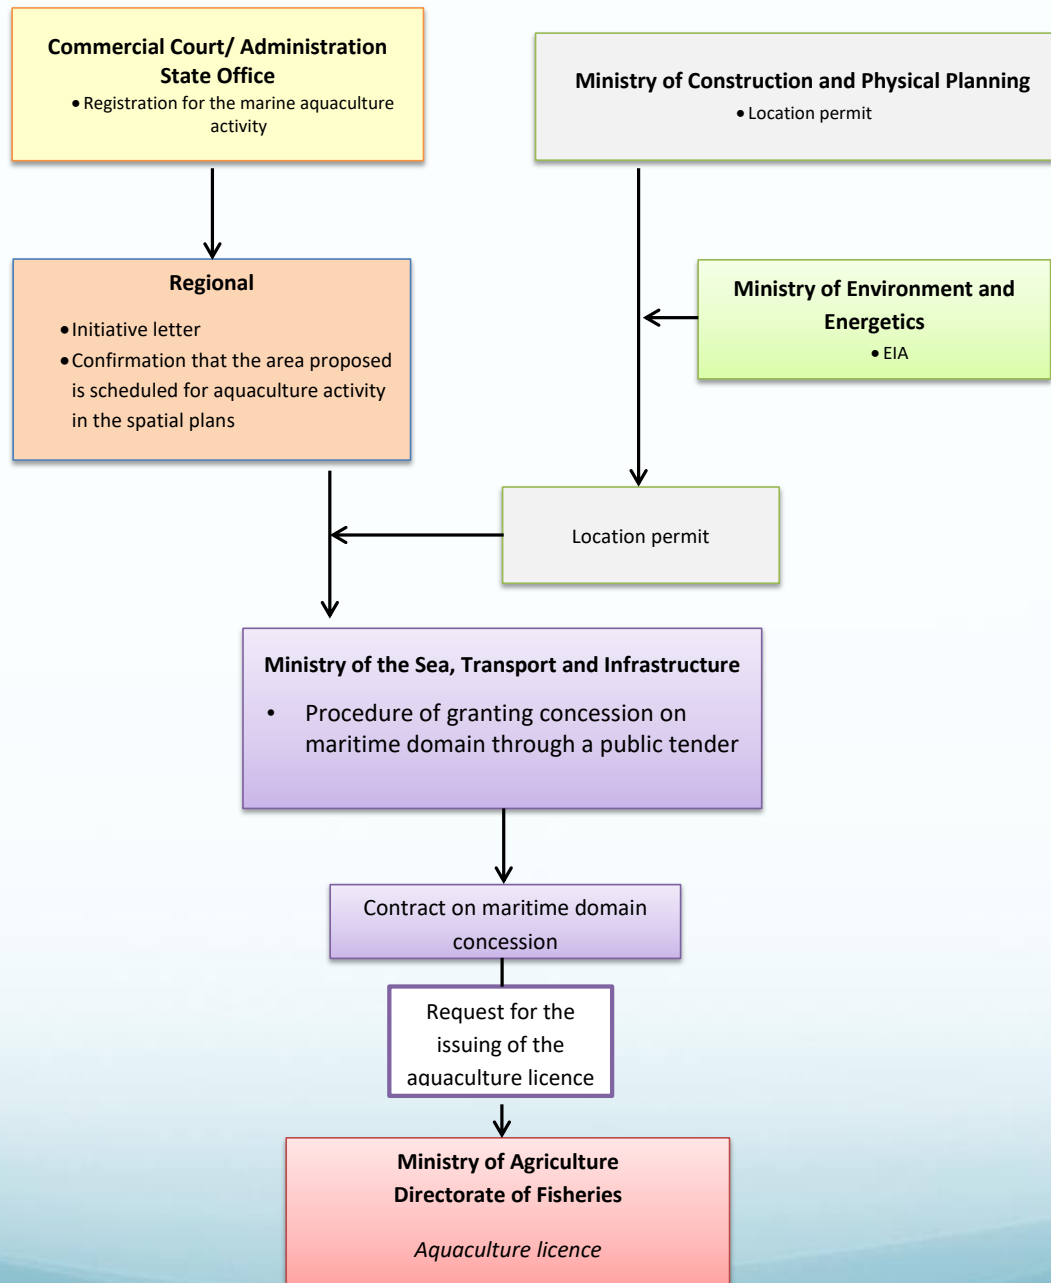 Commercial Court/ Administration
State Office
• Registration for the marine aquaculture
activity
Ministry of Construction and Physical Planning
• Location permit
Regional
• Initiative letter
• Confirmation that the area proposed
is scheduled for aquaculture activity
in the spatial plans
Ministry of Environment and
Energetics
• EIA
Location permit
Ministry of the Sea, Transport and Infrastructure
• Procedure of granting concession on
maritime domain through a public tender
Contract on maritime domain
concession
Request for the
issuing of the
aquaculture licence
Ministry of Agriculture
Directorate of Fisheries
Aquaculture licence